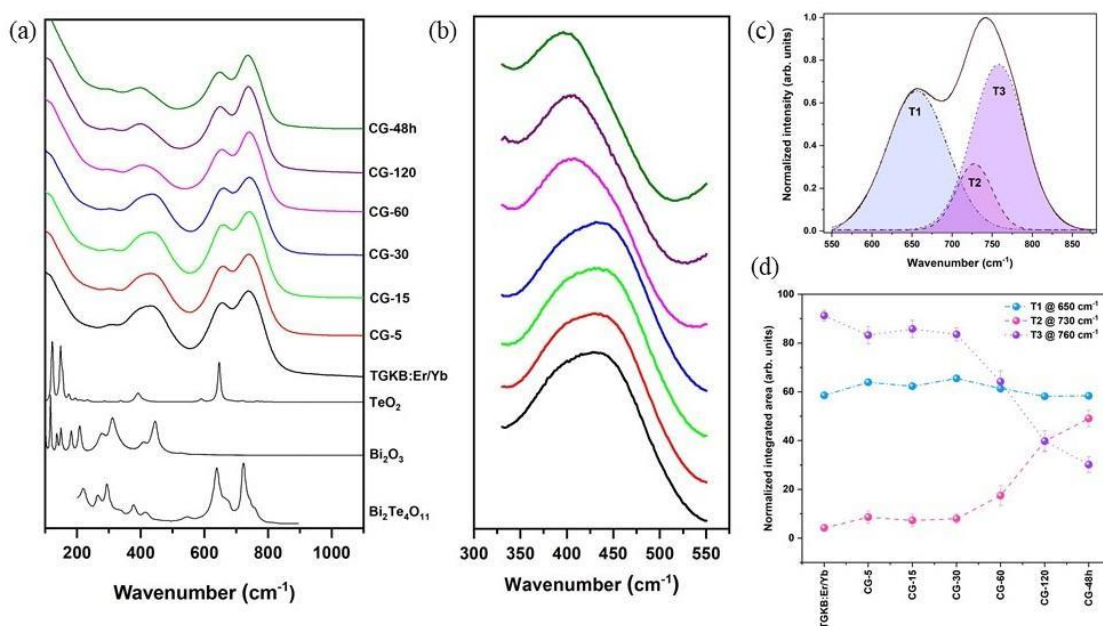 (a)
CG-48h
CG-120
CG-60
CG-30
CG-15
CG-5
TGKB:Er/Yb
TeO₂
Bi₂O₃
Bi₂Te₄O₁₁
200 400 600 800 1000
Wavenumber (cm⁻¹)
(b)
300 350 400 450 500 550
Wavenumber (cm⁻¹)
(c)
Normalized intensity (arb. units)
1.0
0.8
0.6
0.4
0.2
0.0
T1
T3
T2
550 600 650 700 750 800 850
Wavenumber (cm⁻¹)
(d)
Normalized integrated area (arb. units)
100
80
60
40
20
0
T1 @ 650 cm⁻¹
T2 @ 730 cm⁻¹
T3 @ 760 cm⁻¹
TGKB:Er/Yb
CG-5
CG-15
CG-30
CG-60
CG-120
CG-48h